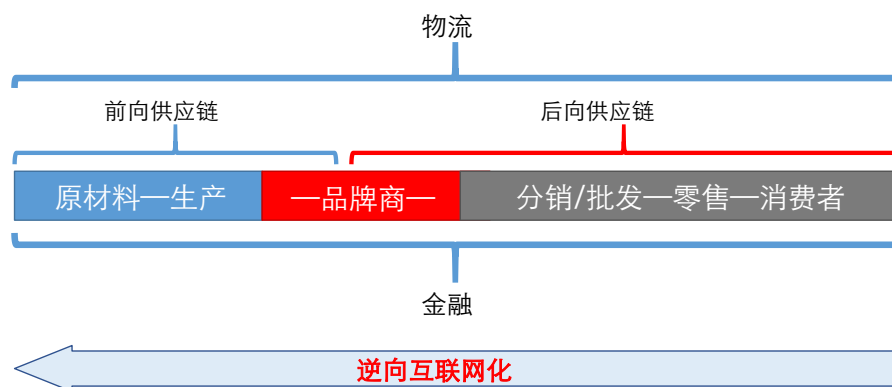 物流
前向供应链
后向供应链
原材料—生产
—品牌商—
分销/批发—零售—消费者
金融
逆向互联网化